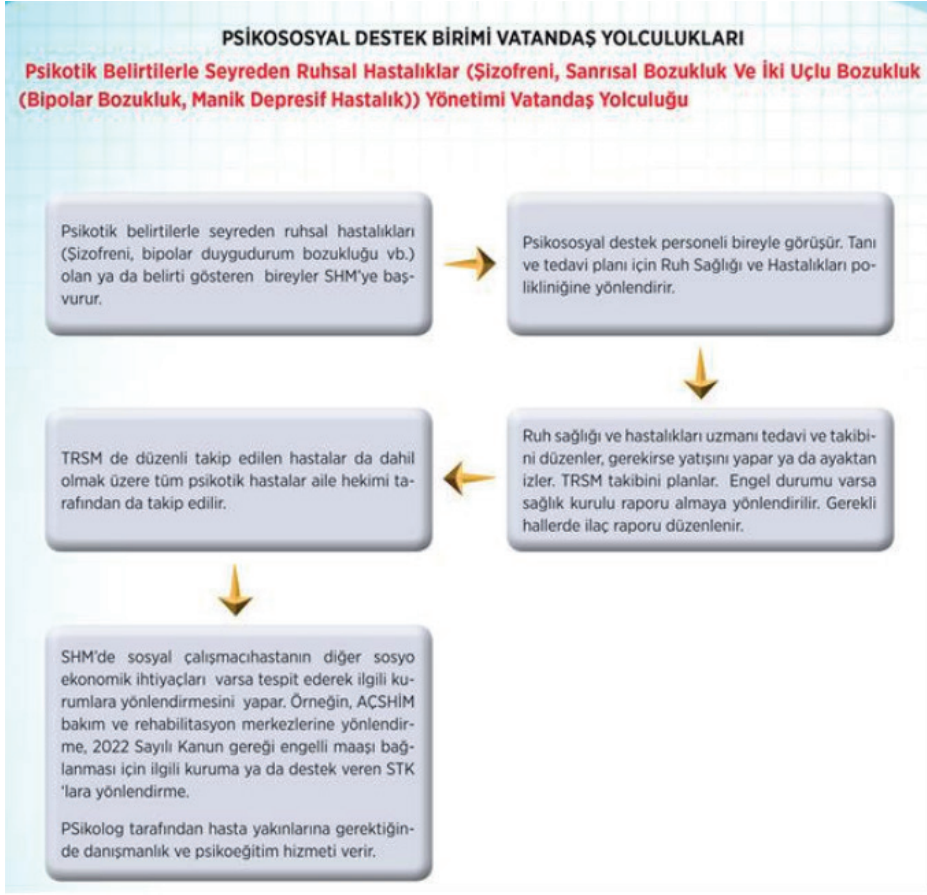 PSİKOSOSYAL DESTEK BİRİMİ VATANDAŞ YOLCULUKLARI
Psikotik Belirtilerle Seyreden Ruhsal Hastalıklar (Şizofreni, Sanrısal Bozukluk Ve İki Uçlu Bozukluk
(Bipolar Bozukluk, Manik Depresif Hastalık)) Yönetimi Vatandaş Yolculuğu
Psikotik belirtilerle seyreden ruhsal hastalıkları
(Şizofreni, bipolar duygudurum bozukluğu vb.)
olan ya da belirti gösteren bireyler SHM'ye baş-
vurur.
Psikososyal destek personeli bireyle görüşür. Tanı
ve tedavi planı için Ruh Sağlığı ve Hastalıkları po-
likliniğine yönlendirir.
Ruh sağlığı ve hastalıkları uzmanı tedavi ve takibi-
ni düzenler, gerekirse yatışını yapar ya da ayaktan
izler. TRSM takibini planlar. Engel durumu varsa
sağlık kurulu raporu almaya yönlendirilir. Gerekli
hallerde ilaç raporu düzenlenir.
TRSM de düzenli takip edilen hastalar da dahil
olmak üzere tüm psikotik hastalar aile hekimi ta-
rafından da takip edilir.
SHM'de sosyal çalışmacıhastanın diğer sosyo
ekonomik ihtiyaçları varsa tespit ederek ilgili ku-
rumlara yönlendirmesini yapar. Örneğin, AÇSHİM
bakım ve rehabilitasyon merkezlerine yönlendir-
me, 2022 Sayılı Kanun gereği engelli maaşı bağ-
lanması için ilgili kuruma ya da destek veren STK
'lara yönlendirme.
PSikolog tarafından hasta yakınlarına gerektiğin-
de danışmanlık ve psikoeğitim hizmeti verir.